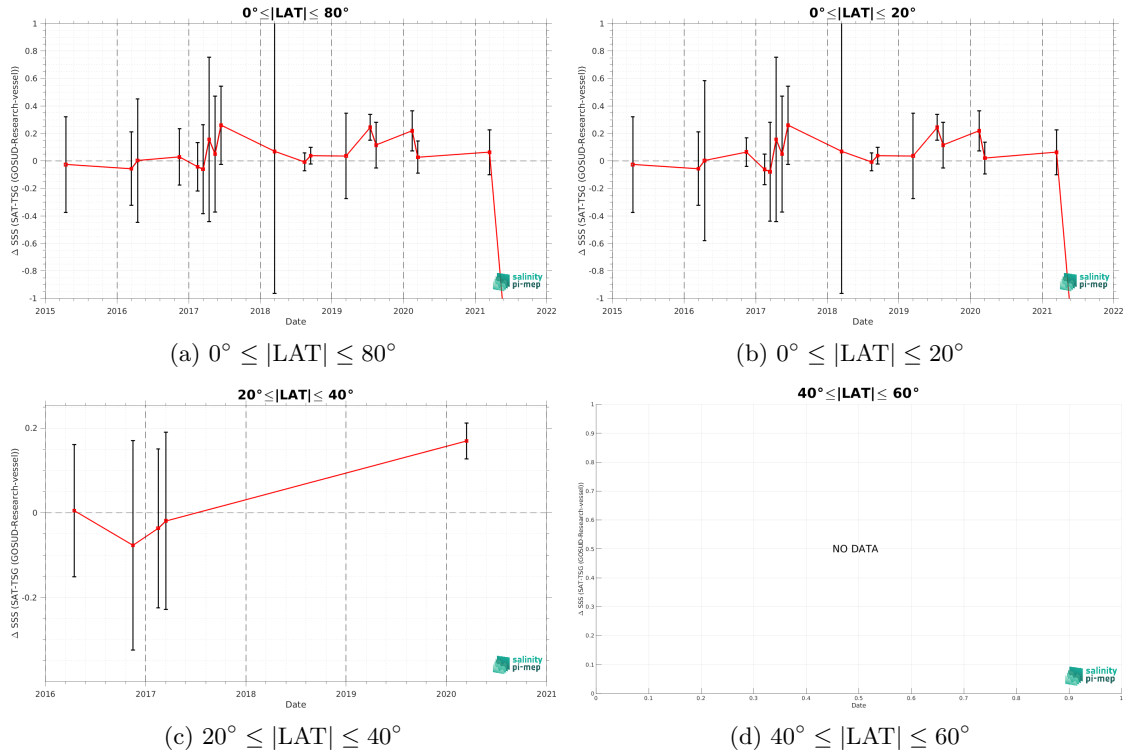 0°≤|LAT|≤ 80°
Δ SSS (SAT-TSG (GOSUD-Research-vessel))
1
0.8
0.6
0.4
0.2
0
-0.2
-0.4
-0.6
-0.8
-1
2015 2016 2017 2018 2019 2020 2021 2022
Date
salinity
pi-mep
(a) 0° ≤ |LAT| ≤ 80°
0°≤|LAT|≤ 20°
Δ SSS (SAT-TSG (GOSUD-Research-vessel))
1
0.8
0.6
0.4
0.2
0
-0.2
-0.4
-0.6
-0.8
-1
2015 2016 2017 2018 2019 2020 2021 2022
Date
salinity
pi-mep
(b) 0° ≤ |LAT| ≤ 20°
20°≤|LAT|≤ 40°
Δ SSS (SAT-TSG (GOSUD-Research-vessel))
0.2
0
-0.2
2016 2017 2018 2019 2020 2021
Date
salinity
pi-mep
(c) 20° ≤ |LAT| ≤ 40°
40°≤|LAT|≤ 60°
Δ SSS (SAT-TSG (GOSUD-Research-vessel))
1
0.9
0.8
0.7
0.6
0.5
0.4
0.3
0.2
0.1
0
NO DATA
0 0.1 0.2 0.3 0.4 0.5 0.6 0.7 0.8 0.9 1
Date
salinity
pi-mep
(d) 40° ≤ |LAT| ≤ 60°